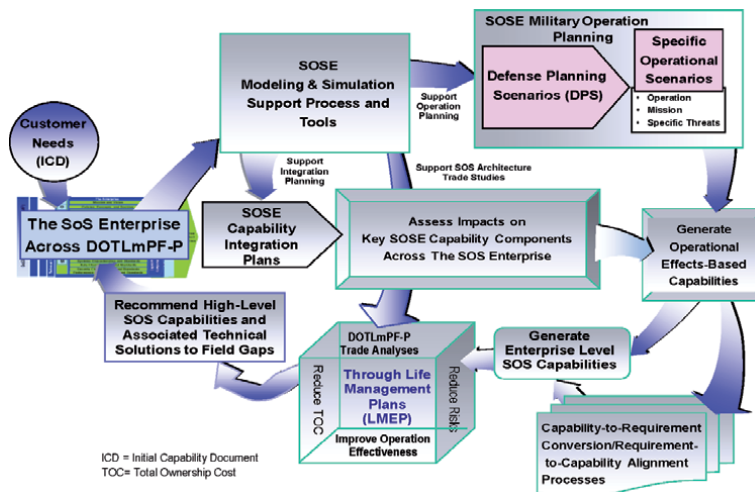 SOSE Military Operation
Planning
SOSE
Modeling & Simulation
Support Process and
Tools
Support
Operation
Planning
Defense Planning
Scenarios (DPS)
Specific
Operational
Scenarios
• Operation
• Mission
• Specific Threats
Customer
Needs
(ICD)
Support
Integration
Planning
Support SOS Architecture
Trade Studies
The SoS Enterprise
Across DOTLmPF-P
SOSE
Capability
Integration
Plans
Assess Impacts on
Key SOSE Capability Components
Across The SOS Enterprise
Generate
Operational
Effects-Based
Capabilities
Recommend High-Level
SOS Capabilities and
Associated Technical
Solutions to Field Gaps
DOTLmPF-P
Trade Analyses
Reduce TOC
Through Life
Management
Plans
(LMEP)
Reduce Risks
Improve Operation
Effectiveness
Generate
Enterprise Level
SOS Capabilities
Capability-to-Requirement
Conversion/Requirement-
to-Capability Alignment
Processes
ICD = Initial Capability Document
TOC= Total Ownership Cost